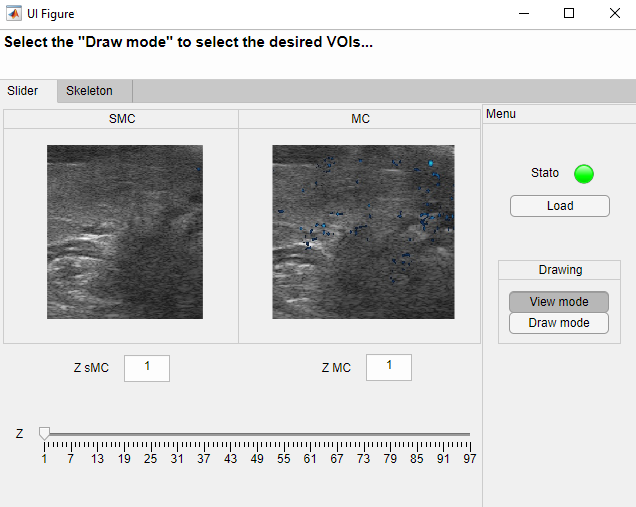 UI Figure
Select the "Draw mode" to select the desired VOIs...
Slider
Skeleton
SMC
MC
Menu
Stato
Load
Drawing
View mode
Draw mode
Z sMC
1
Z MC
1
Z
1 7 13 19 25 31 37 43 49 55 61 67 73 79 85 91 97